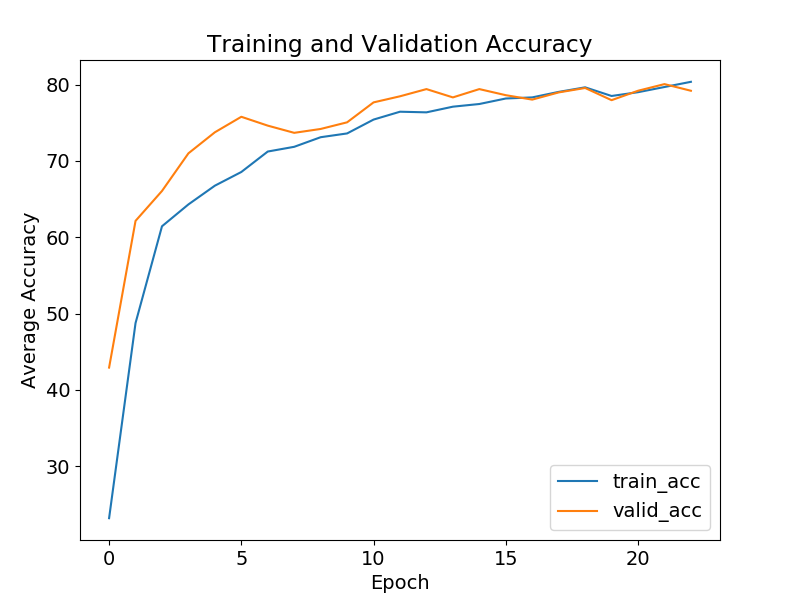 Training and Validation Accuracy
Average Accuracy
80
70
60
50
40
30
train_acc
valid_acc
0 5 10 15 20
Epoch